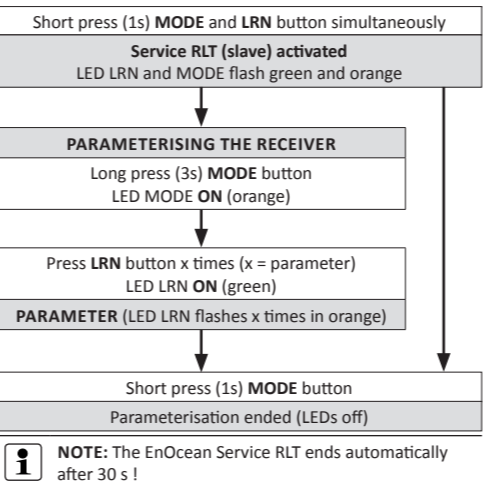 Short press (1s) MODE and LRN button simultaneously
Service RLT (slave) activated
LED LRN and MODE flash green and orange
PARAMETERISING THE RECEIVER
Long press (3s) MODE button
LED MODE ON (orange)
Press LRN button x times (x = parameter)
LED LRN ON (green)
PARAMETER (LED LRN flashes x times in orange)
Short press (1s) MODE button
Parameterisation ended (LEDs off)
NOTE: The EnOcean Service RLT ends automatically
after 30 s !